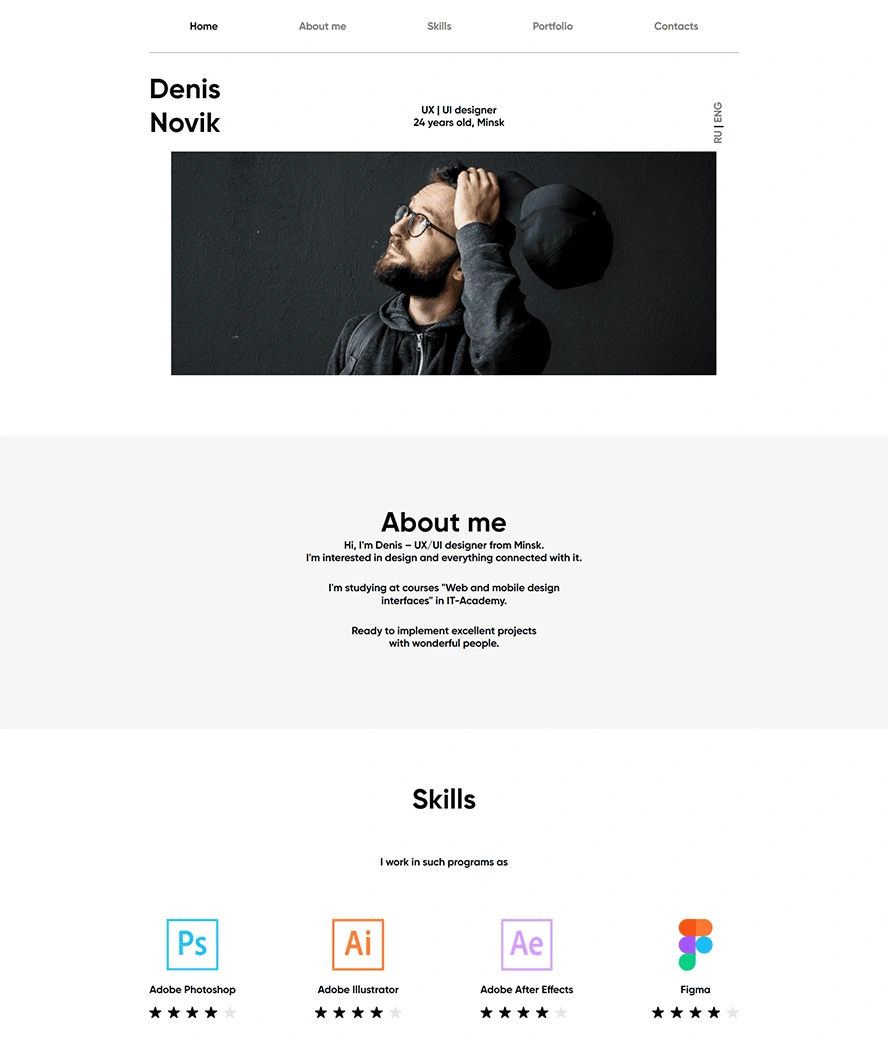 Home About me Skills Portfolio Contacts
Denis
Novik
UX | UI designer
24 years old, Minsk
RU | ENG
About me
Hi, I'm Denis – UX/UI designer from Minsk.
I'm interested in design and everything connected with it.
I'm studying at courses "Web and mobile design
interfaces" in IT-Academy.
Ready to implement excellent projects
with wonderful people.
Skills
I work in such programs as
Ps Ai Ae
Adobe Photoshop Adobe Illustrator Adobe After Effects Figma